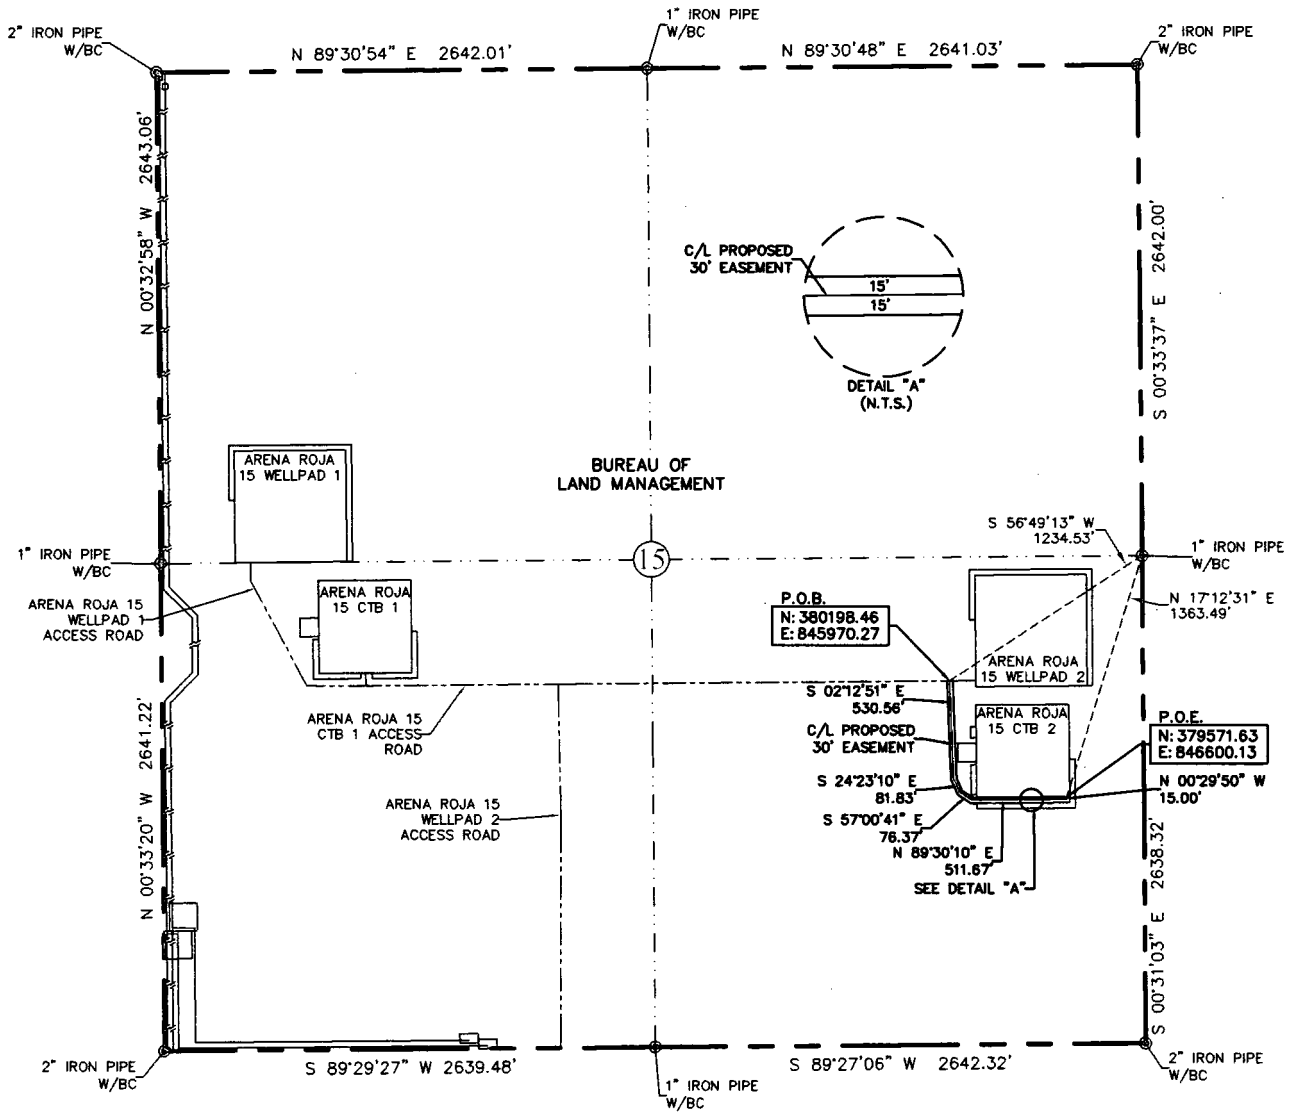 2" IRON PIPE
W/BC
N 89°30'54" E 2642.01'
1" IRON PIPE
W/BC
N 89°30'48" E 2641.03'
2" IRON PIPE
W/BC
N 00°32'58" W 2643.06'
S 00°33'37" E 2642.00'
C/L PROPOSED
30' EASEMENT
15'
15'
DETAIL "A"
(N.T.S.)
ARENA ROJA
15 WELLPAD 1
BUREAU OF
LAND MANAGEMENT
S 56°49'13" W
1234.53'
1" IRON PIPE
W/BC
15
1" IRON PIPE
W/BC
ARENA ROJA 15
WELLPAD 1
ACCESS ROAD
ARENA ROJA
15 CTB 1
P.O.B.
N: 380198.46
E: 845970.27
N 17°12'31" E
1363.49'
ARENA ROJA
15 WELLPAD 2
S 02°12'51" E
530.56'
ARENA ROJA 15
CTB 1 ACCESS
ROAD
ARENA ROJA
15 CTB 2
C/L PROPOSED
30' EASEMENT
P.O.E.
N: 379571.63
E: 846600.13
S 24°23'10" E
81.83'
N 00°29'50" W
15.00'
ARENA ROJA 15
WELLPAD 2
ACCESS ROAD
S 57°00'41" E
76.37'
N 89°30'10" E
511.67'
SEE DETAIL "A"
N 00°33'20" W 2641.22'
S 00°31'03" E 2638.32'
2" IRON PIPE
W/BC
S 89°29'27" W 2639.48'
1" IRON PIPE
W/BC
S 89°27'06" W 2642.32'
2" IRON PIPE
W/BC